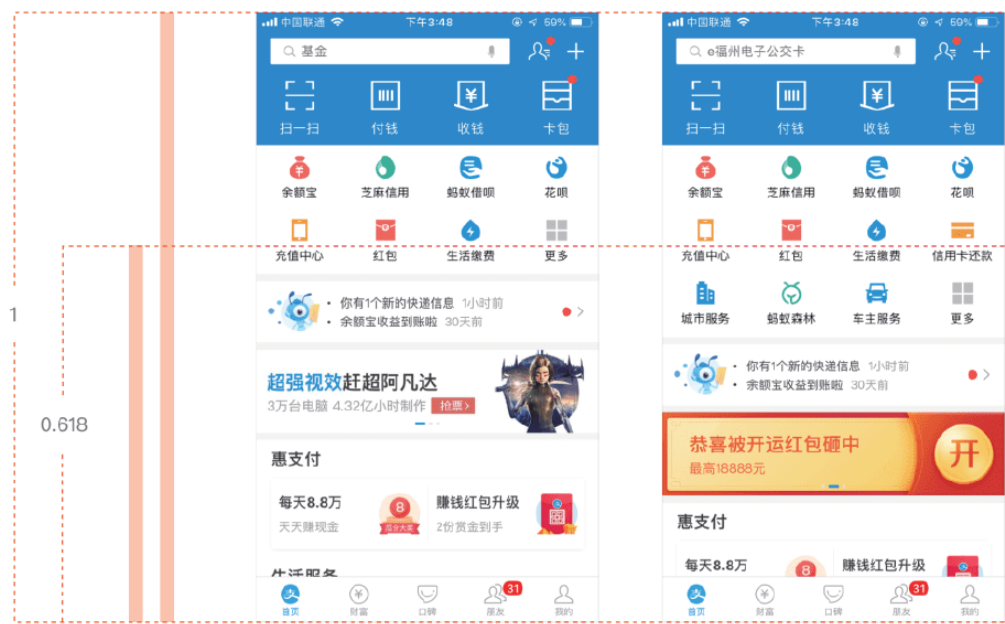 中国联通 下午3:48 59%
基金
扫一扫 付钱 收钱 卡包
余额宝 芝麻信用 蚂蚁借呗 花呗
充值中心 红包 生活缴费 更多
你有1个新的快递信息 1小时前
余额宝收益到账啦 30天前
超强视效赶超阿凡达
3万台电脑 4.32亿小时制作 抢票>
惠支付
每天8.8万 赚钱红包升级
天天赚现金 2份赏金到手
8
瓜分大奖
生活服务
31
首页 财富 口碑 朋友 我的
中国联通 下午3:48 59%
e福州电子公交卡
扫一扫 付钱 收钱 卡包
余额宝 芝麻信用 蚂蚁借呗 花呗
充值中心 红包 生活缴费 信用卡还款
城市服务 蚂蚁森林 车主服务 更多
你有1个新的快递信息 1小时前
余额宝收益到账啦 30天前
恭喜被开运红包砸中
最高18888元
开
惠支付
每天8.8万 赚钱红包升级
8
31
首页 财富 口碑 朋友 我的
1
0.618